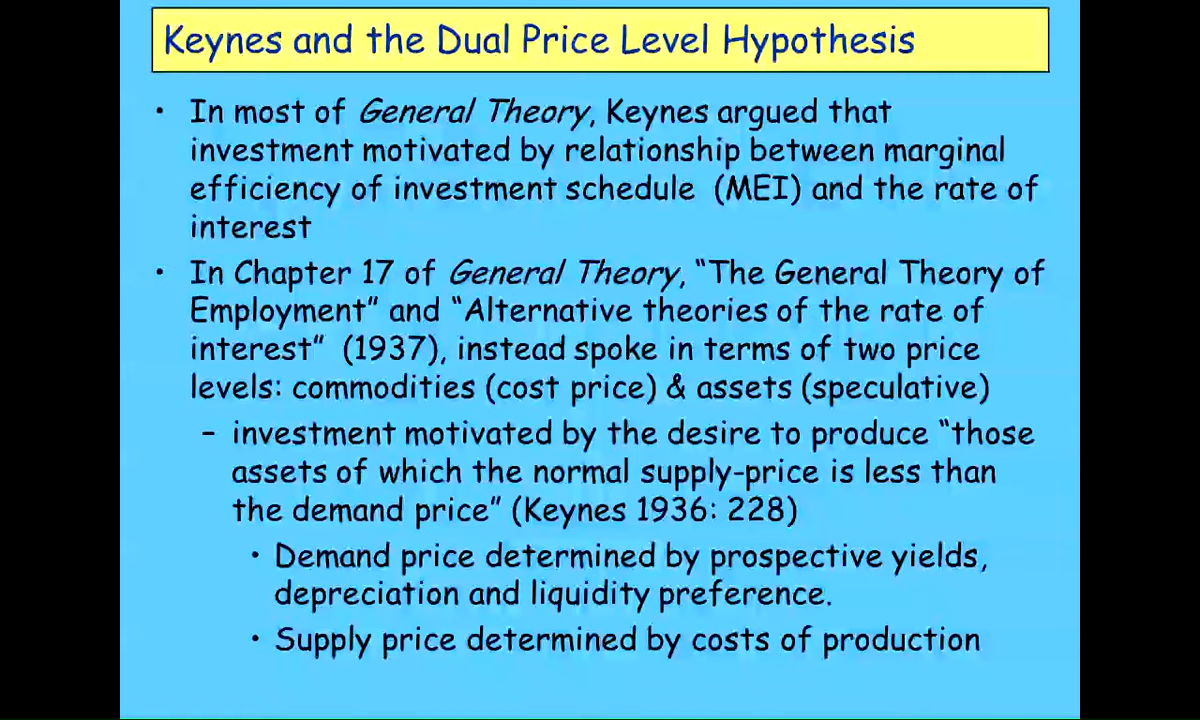 Keynes and the Dual Price Level Hypothesis
• In most of General Theory, Keynes argued that
investment motivated by relationship between marginal
efficiency of investment schedule (MEI) and the rate of
interest
• In Chapter 17 of General Theory, “The General Theory of
Employment” and “Alternative theories of the rate of
interest” (1937), instead spoke in terms of two price
levels: commodities (cost price) & assets (speculative)
– investment motivated by the desire to produce “those
assets of which the normal supply-price is less than
the demand price” (Keynes 1936: 228)
• Demand price determined by prospective yields,
depreciation and liquidity preference.
• Supply price determined by costs of production